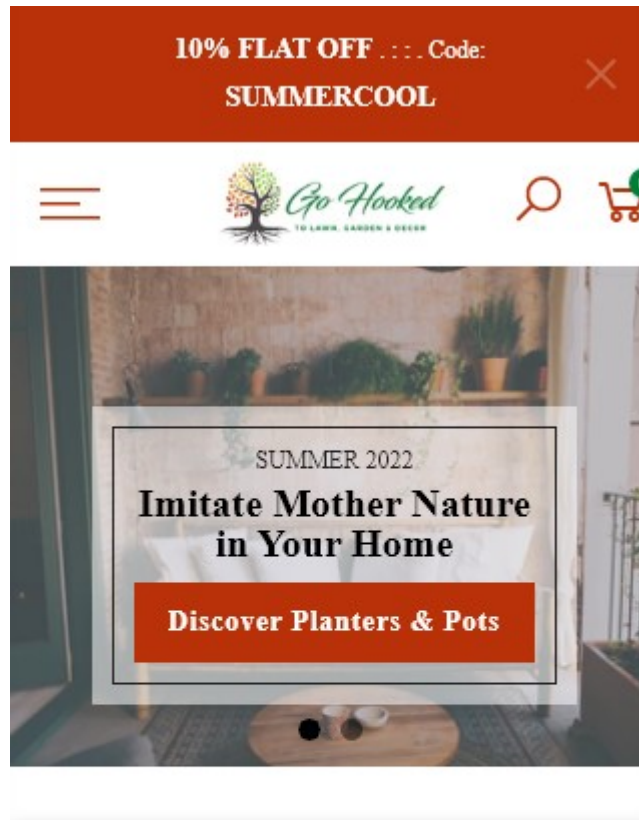 10% FLAT OFF . : : . Code:
SUMMERCOOL
Go Hooked
TO LAWN, GARDEN & DECOR
SUMMER 2022
Imitate Mother Nature
in Your Home
Discover Planters & Pots